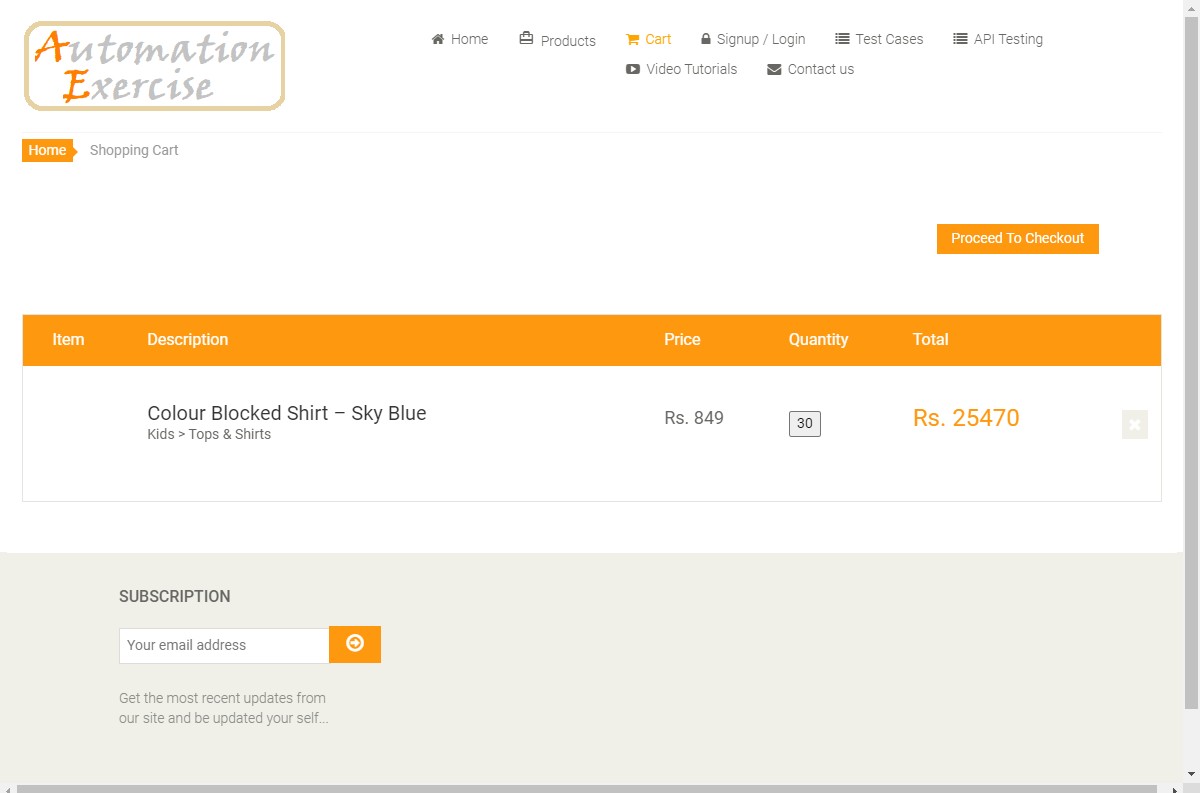 Automation
Exercise
Home
Products
Cart
Signup / Login
Test Cases
API Testing
Video Tutorials
Contact us
Home
Shopping Cart
Proceed To Checkout
Item Description Price Quantity Total
Colour Blocked Shirt – Sky Blue
Kids > Tops & Shirts
Rs. 849
30
Rs. 25470
SUBSCRIPTION
Your email address
Get the most recent updates from
our site and be updated your self...